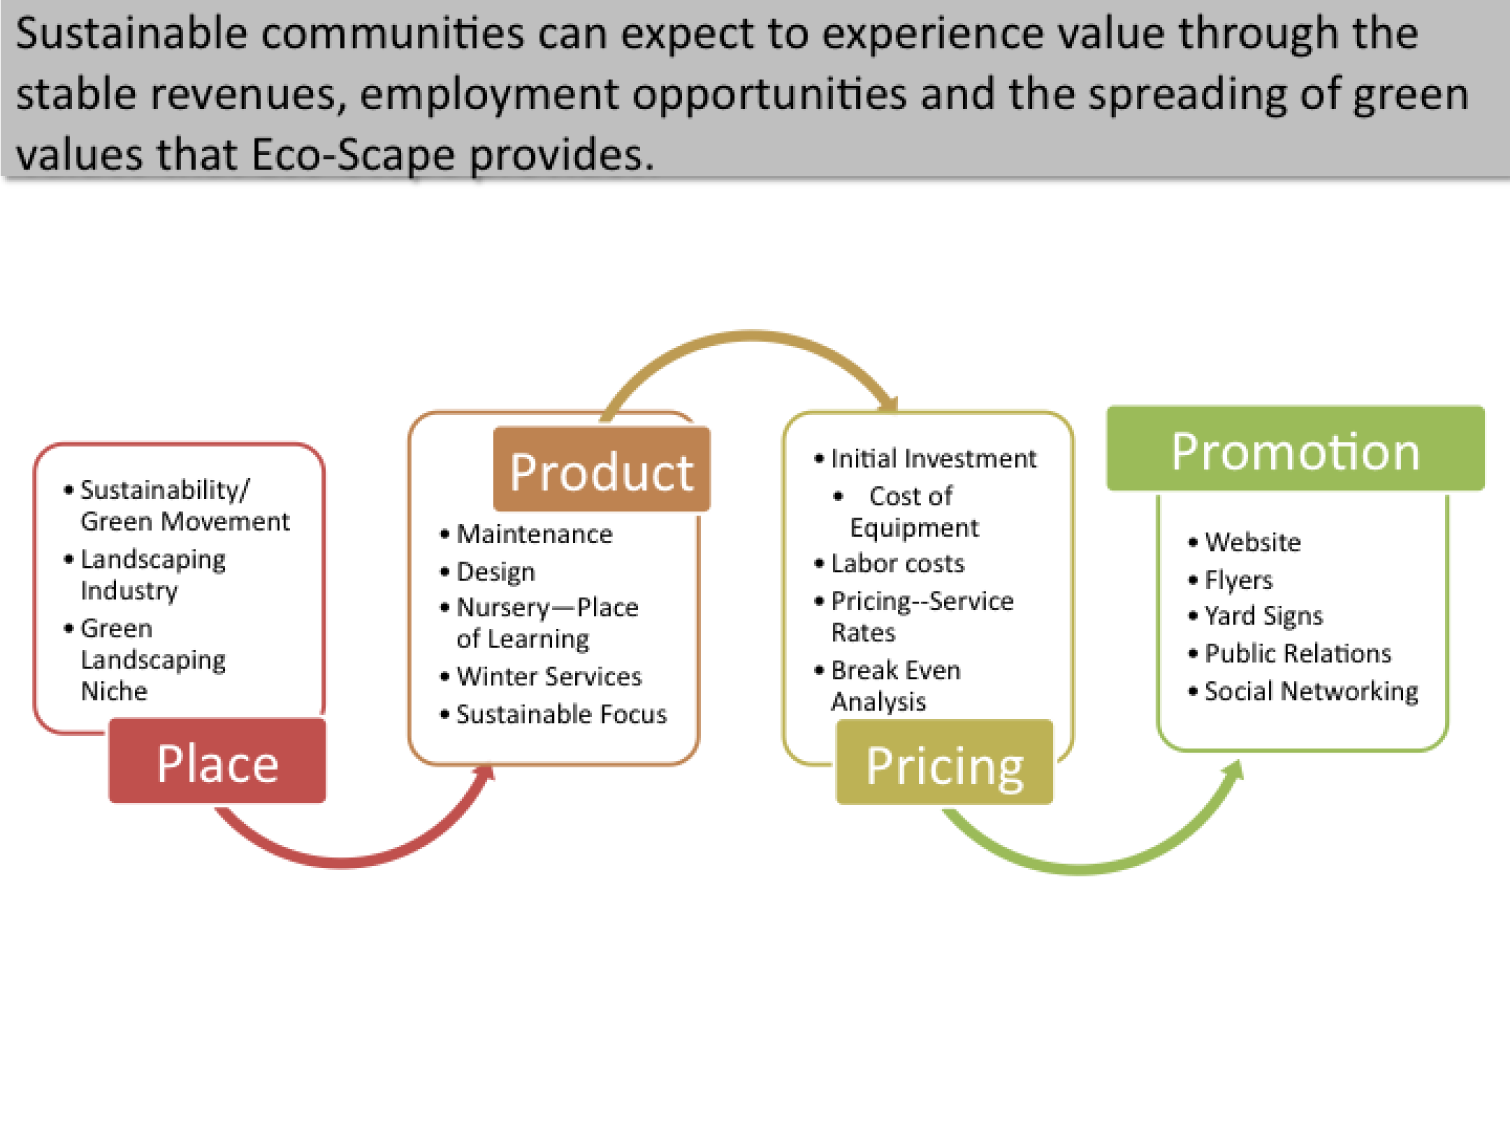 Sustainable communities can expect to experience value through the
stable revenues, employment opportunities and the spreading of green
values that Eco-Scape provides.
• Sustainability/
Green Movement
• Landscaping
Industry
• Green
Landscaping
Niche
Place
Product
• Maintenance
• Design
• Nursery—Place
of Learning
• Winter Services
• Sustainable Focus
• Initial Investment
• Cost of
Equipment
• Labor costs
• Pricing--Service
Rates
• Break Even
Analysis
Pricing
Promotion
• Website
• Flyers
• Yard Signs
• Public Relations
• Social Networking